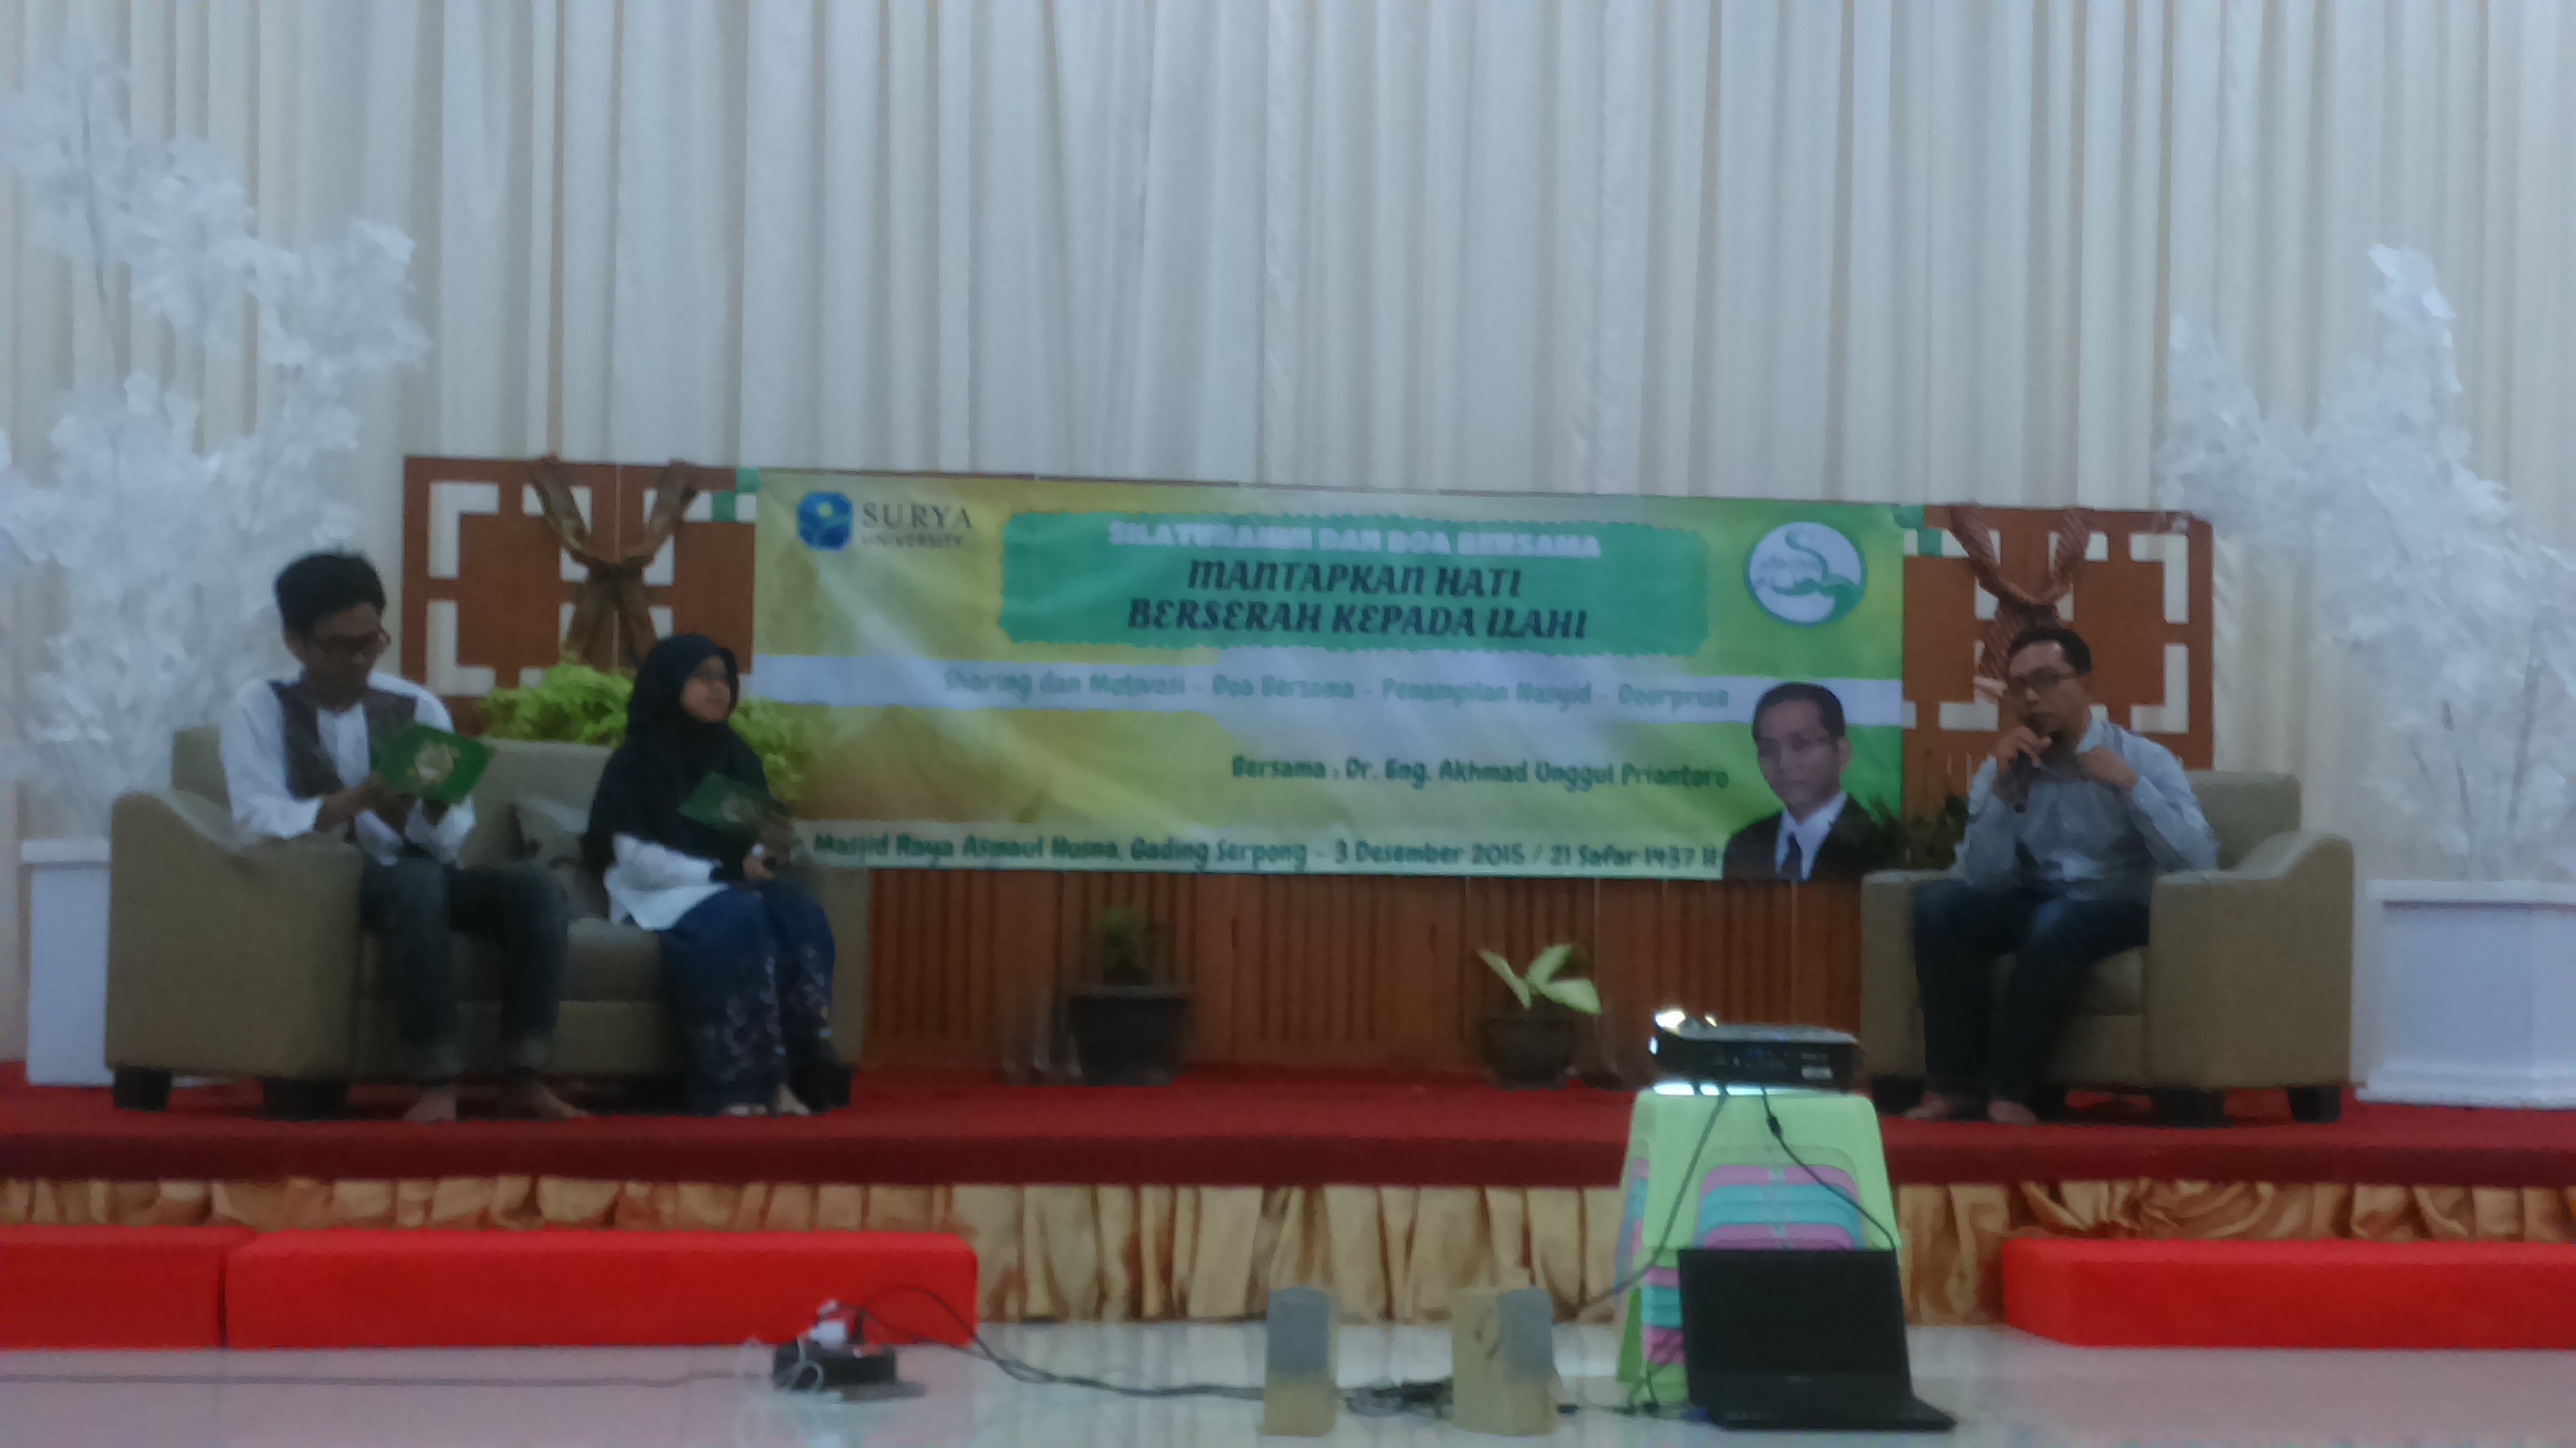 SURYA
UNIVERSITY
SILATURAHMI DAN DOA BERSAMA
MANTAPKAN HATI
BERSERAH KEPADA ILAHI
Sharing dan Motivasi - Doa Bersama - Penampilan Nasyid - Doorprize
Bersama : Dr. Eng. Akhmad Unggul Priantoro
Masjid Raya Asmaul Husna, Gading Serpong - 3 Desember 2015 / 21 Safar 1437 H